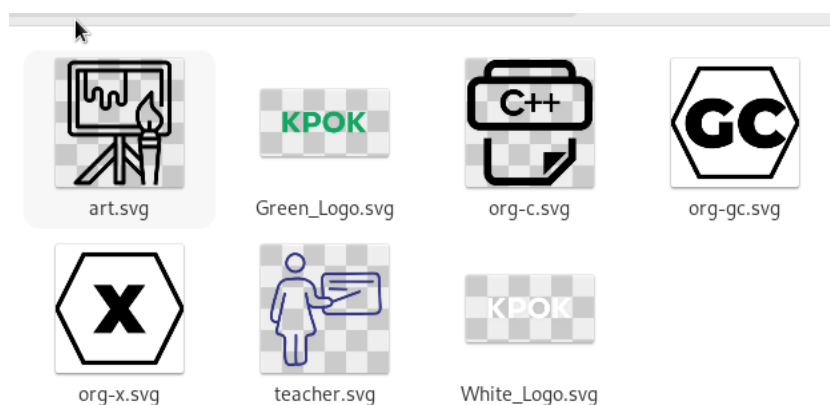 KPOK
C++
GC
art.svg
Green_Logo.svg
org-c.svg
org-gc.svg
X
KPOK
org-x.svg
teacher.svg
White_Logo.svg